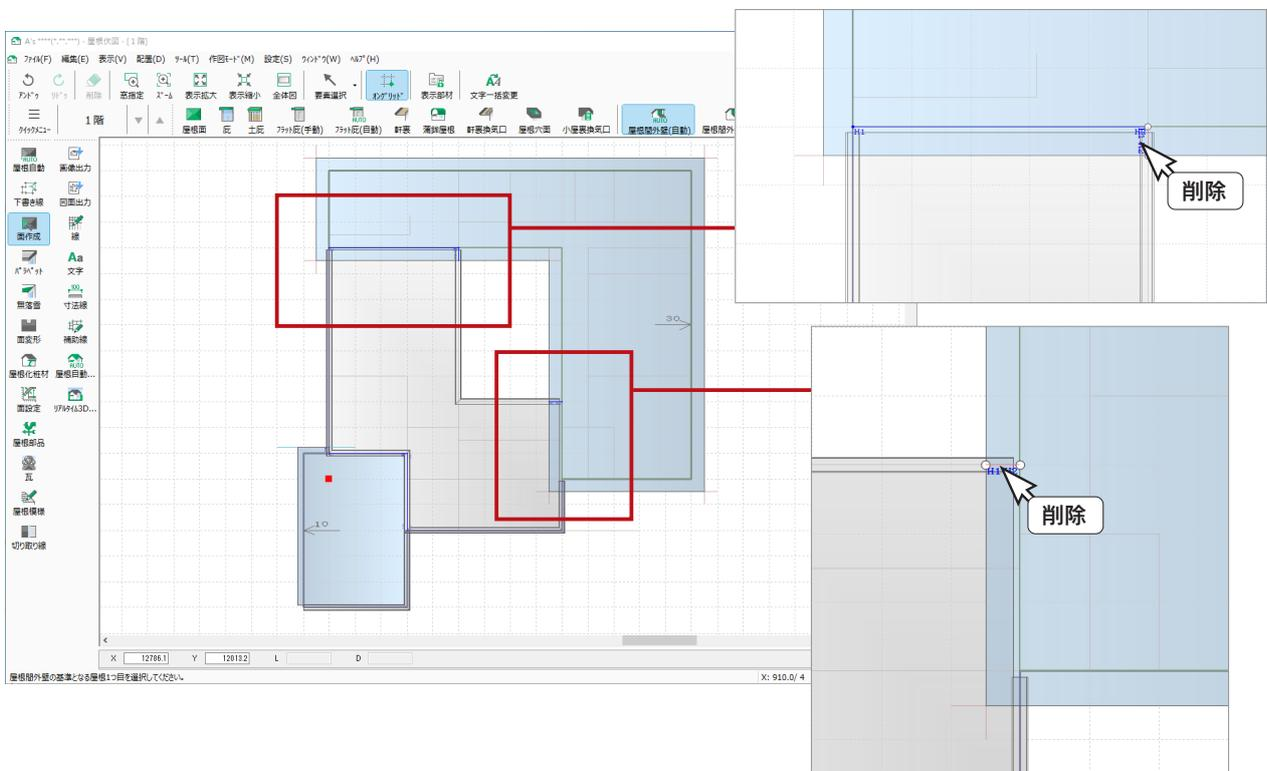 A's ****(*.**.***) - 屋根伏図 - [1 階]
ﾌｧｲﾙ(F) 編集(E) 表示(V) 配置(D) ﾂｰﾙ(T) 作図ﾓｰﾄﾞ(M) 設定(S) ｳｨﾝﾄﾞｳ(W) ﾍﾙﾌﾟ(H)
ｱﾝﾄﾞｩ ﾘﾄﾞｩ 削除 窓指定 ｽﾞｰﾑ 表示拡大 表示縮小 全体図 要素選択 ｵﾝｸﾞﾘｯﾄﾞ 表示部材 文字一括変更
ｸｲｯｸﾒﾆｭｰ 1 階 屋根面 庇 土庇 ﾌﾗｯﾄ庇(手動) ﾌﾗｯﾄ庇(自動) 軒裏 薄鋼屋根 軒裏換気口 屋根穴面 小屋裏換気口 屋根間外壁(自動) 屋根間外
屋根自動 画像出力
下書き線 図面出力
面作成 線
ﾊﾟﾗﾍﾟｯﾄ 文字
無落雪 寸法線
面変形 補助線
屋根化粧材 屋根自動...
面設定 ﾘｱﾙﾀｲﾑ3D...
屋根部品
瓦
屋根模様
切り取り線
30
10
X 12786.1 Y 12013.2 L D
屋根間外壁の基準となる屋根1つ目を選択してください。 X: 910.0/ 4
H1
削除
H1 H2
削除